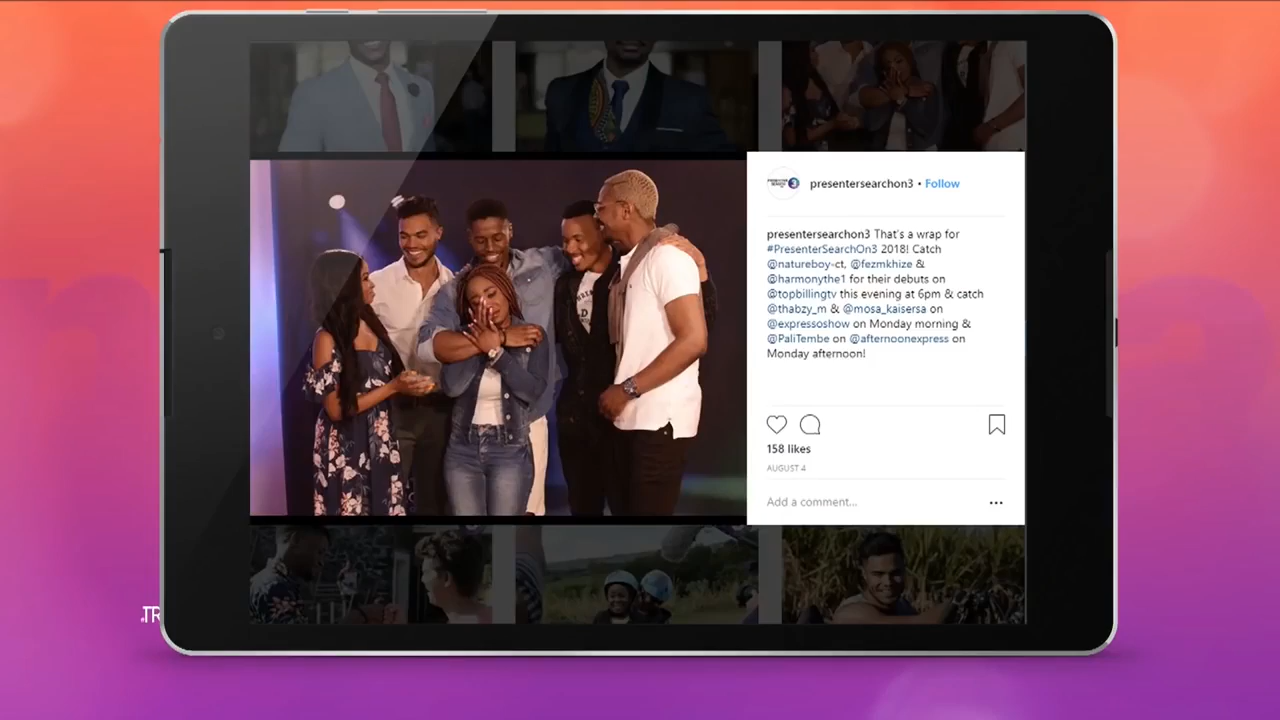 presentersearchon3 • Follow
presentersearchon3 That's a wrap for
#PresenterSearchOn3 2018! Catch
@natureboy-ct, @fezmkhize &
@harmonythe1 for their debuts on
@topbillingtv this evening at 6pm & catch
@thabzy_m & @mosa_kaisersa on
@expressoshow on Monday morning &
@PaliTembe on @afternoonexpress on
Monday afternoon!
158 likes
AUGUST 4
Add a comment...